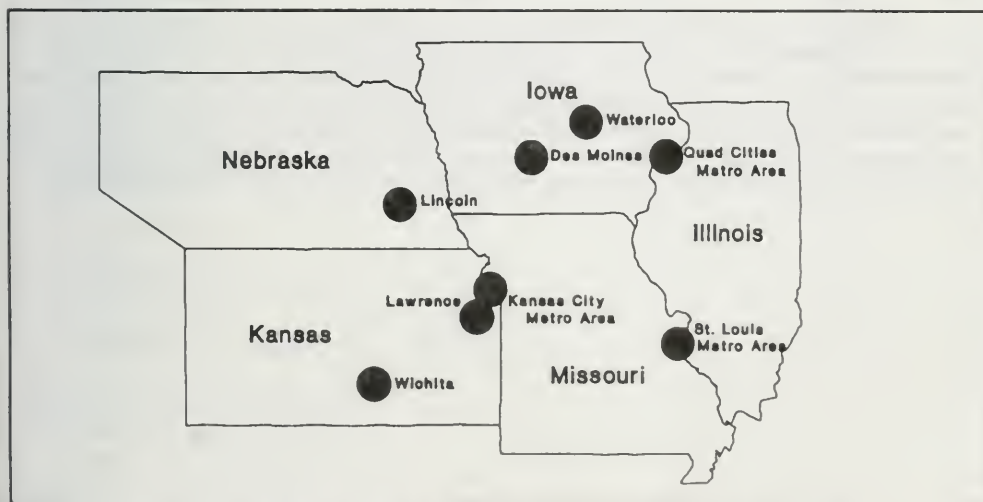 Iowa
Waterloo
Des Moines
Quad Cities
Metro Area
Nebraska
Lincoln
Illinois
Lawrence
Kansas City
Metro Area
Kansas
St. Louis
Metro Area
Missouri
Wichita